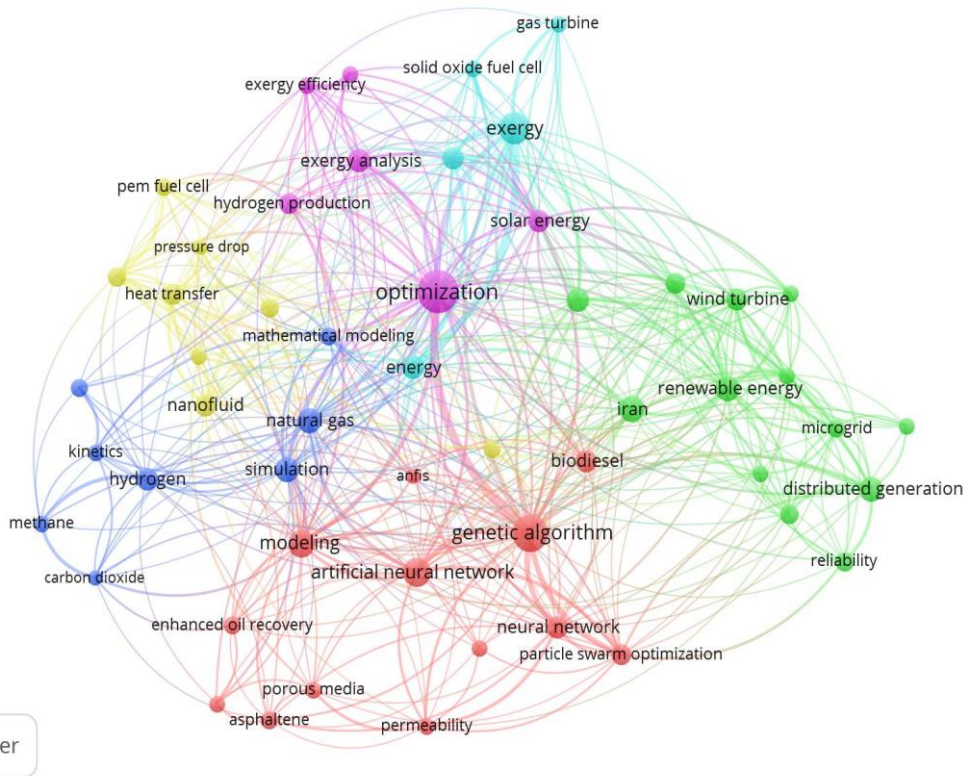 gas turbine
solid oxide fuel cell
exergy efficiency
exergy
exergy analysis
pem fuel cell
hydrogen production
solar energy
pressure drop
optimization
heat transfer
wind turbine
mathematical modeling
energy
renewable energy
nanofluid
iran
natural gas
microgrid
kinetics
biodiesel
simulation
anfis
hydrogen
distributed generation
methane
genetic algorithm
modeling
reliability
artificial neural network
carbon dioxide
enhanced oil recovery
neural network
particle swarm optimization
porous media
asphaltene
permeability
er